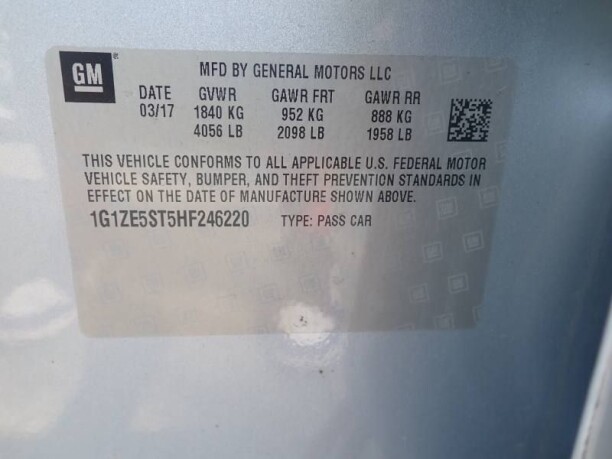 GM
MFD BY GENERAL MOTORS LLC
DATE GVWR GAWR FRT GAWR RR
03/17 1840 KG 952 KG 888 KG
4056 LB 2098 LB 1958 LB
THIS VEHICLE CONFORMS TO ALL APPLICABLE U.S. FEDERAL MOTOR
VEHICLE SAFETY, BUMPER, AND THEFT PREVENTION STANDARDS IN
EFFECT ON THE DATE OF MANUFACTURE SHOWN ABOVE.
1G1ZE5ST5HF246220 TYPE: PASS CAR